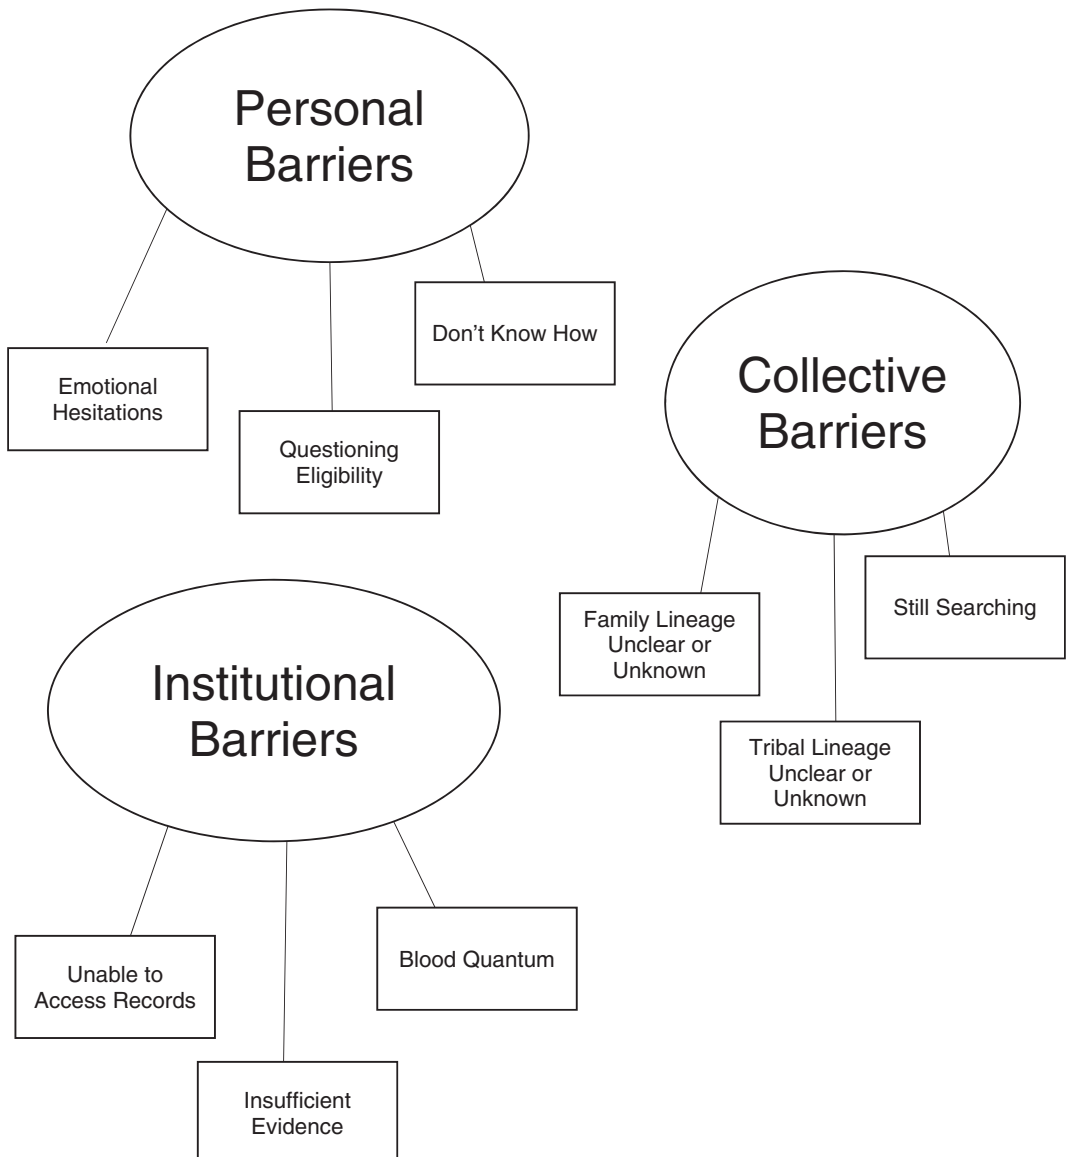 Personal
Barriers
Don't Know How
Emotional
Hesitations
Questioning
Eligibility
Collective
Barriers
Still Searching
Family Lineage
Unclear or
Unknown
Tribal Lineage
Unclear or
Unknown
Institutional
Barriers
Blood Quantum
Unable to
Access Records
Insufficient
Evidence